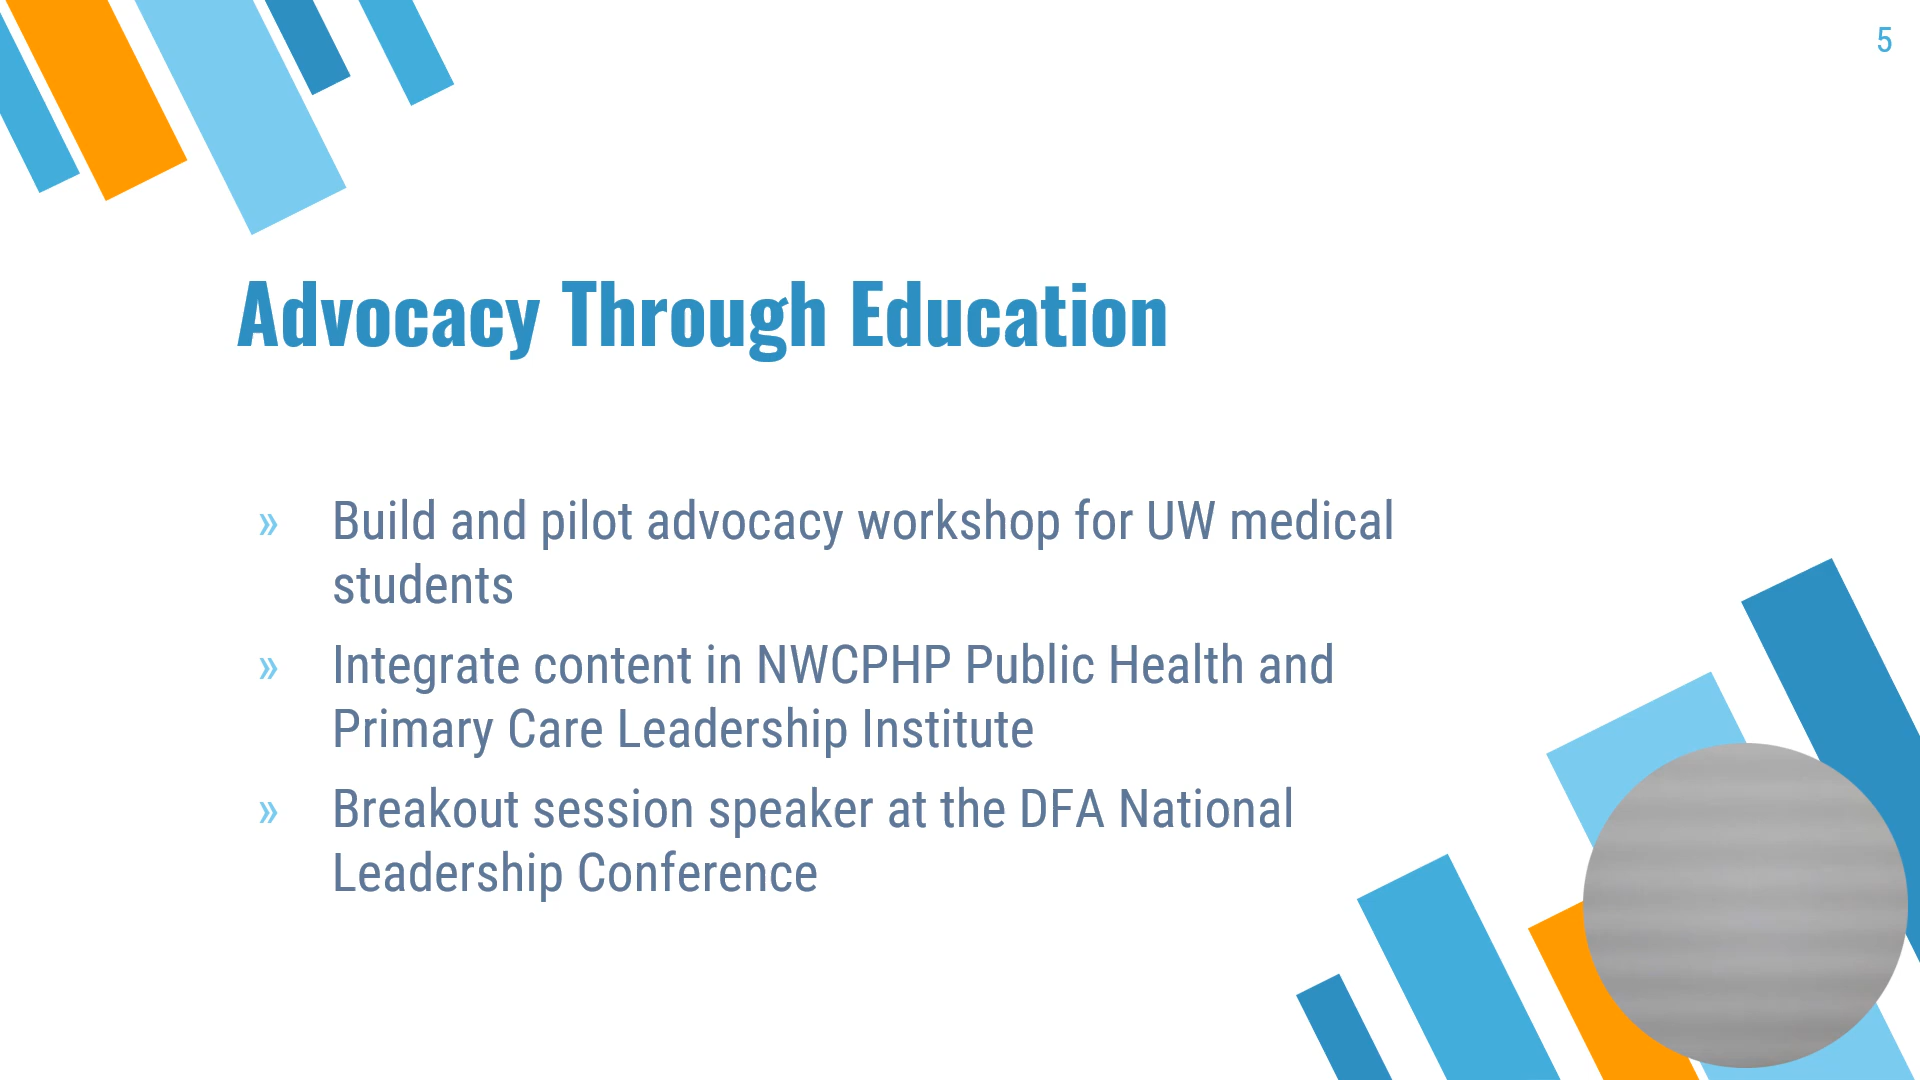 5
Advocacy Through Education
» Build and pilot advocacy workshop for UW medical
students
» Integrate content in NWCPHP Public Health and
Primary Care Leadership Institute
» Breakout session speaker at the DFA National
Leadership Conference